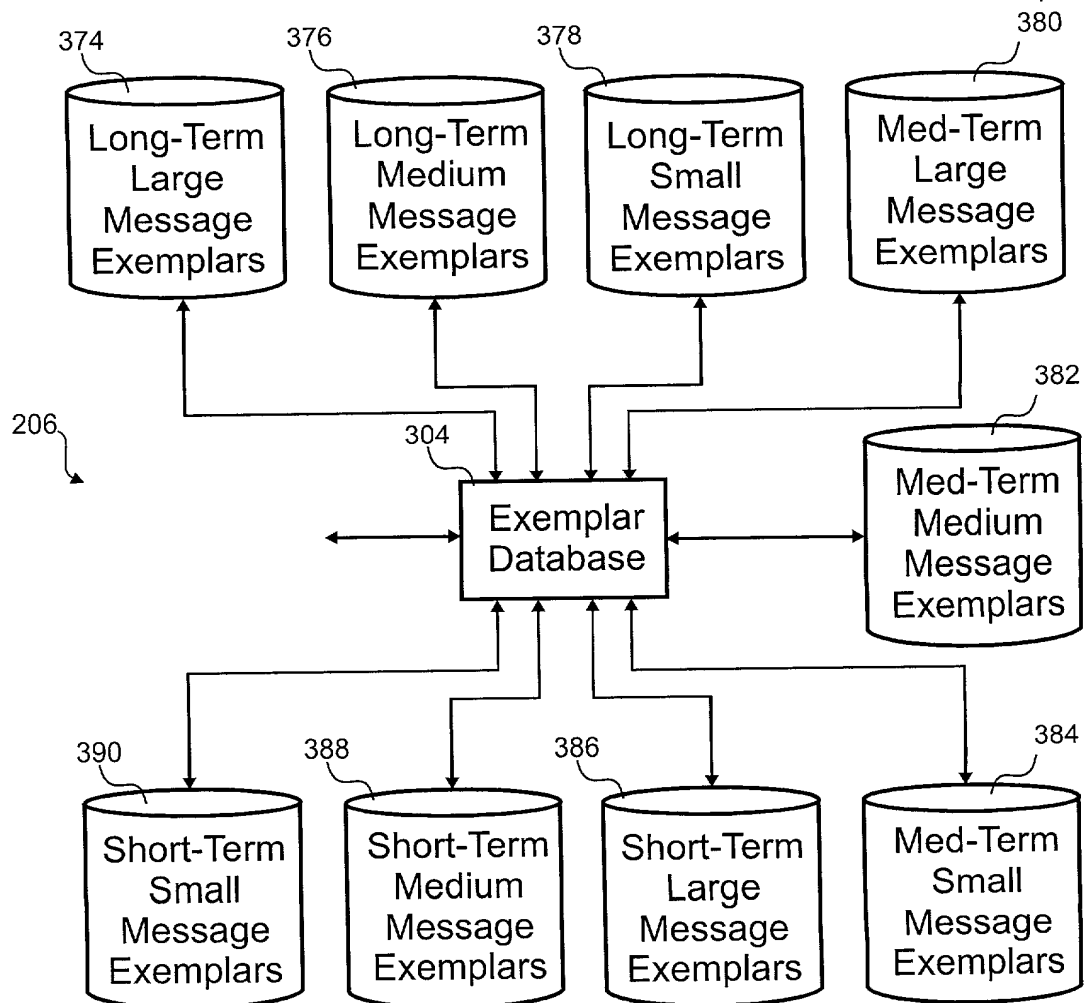 374
376
378
380
Long-Term
Large
Message
Exemplars
Long-Term
Medium
Message
Exemplars
Long-Term
Small
Message
Exemplars
Med-Term
Large
Message
Exemplars
206
304
382
Exemplar
Database
Med-Term
Medium
Message
Exemplars
390
388
386
384
Short-Term
Small
Message
Exemplars
Short-Term
Medium
Message
Exemplars
Short-Term
Large
Message
Exemplars
Med-Term
Small
Message
Exemplars